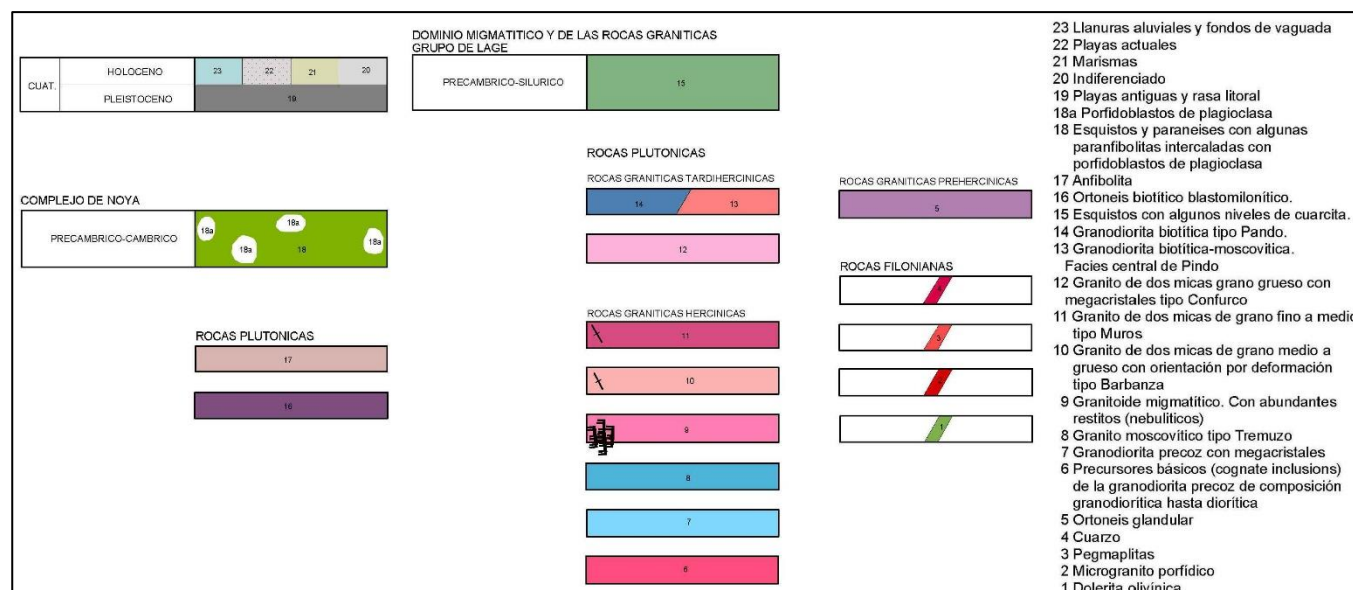 CUAT.
HOLOCENO
23
22
21
20
PLEISTOCENO
19
COMPLEJO DE NOYA
PRECAMBRICO-CAMBRICO
18a
18a
18a
18a
18
ROCAS PLUTONICAS
17
16
DOMINIO MIGMATITICO Y DE LAS ROCAS GRANITICAS
GRUPO DE LAGE
PRECAMBRICO-SILURICO
15
ROCAS PLUTONICAS
ROCAS GRANITICAS TARDIHERCINICAS
14
13
12
ROCAS GRANITICAS HERCINICAS
11
10
9
8
7
6
ROCAS GRANITICAS PREHERCINICAS
5
ROCAS FILONIANAS
4
3
2
1
23 Llanuras aluviales y fondos de vaguada
22 Playas actuales
21 Marismas
20 Indiferenciado
19 Playas antiguas y rasa litoral
18a Porfidoblastos de plagioclasa
18 Esquistos y paraneises con algunas
paranfibolitas intercaladas con
porfidoblastos de plagioclasa
17 Anfibolita
16 Ortoneis biotítico blastomilonítico.
15 Esquistos con algunos niveles de cuarcita.
14 Granodiorita biotítica tipo Pando.
13 Granodiorita biotítica-moscovítica.
Facies central de Pindo
12 Granito de dos micas grano grueso con
megacristales tipo Confurco
11 Granito de dos micas de grano fino a medio
tipo Muros
10 Granito de dos micas de grano medio a
grueso con orientación por deformación
tipo Barbanza
9 Granitoide migmatítico. Con abundantes
restitos (nebulíticos)
8 Granito moscovítico tipo Tremuzo
7 Granodiorita precoz con megacristales
6 Precursores básicos (cognate inclusions)
de la granodiorita precoz de composición
granodiorítica hasta diorítica
5 Ortoneis glandular
4 Cuarzo
3 Pegmaplitas
2 Microgranito porfídico
1 Dolerita olivínica